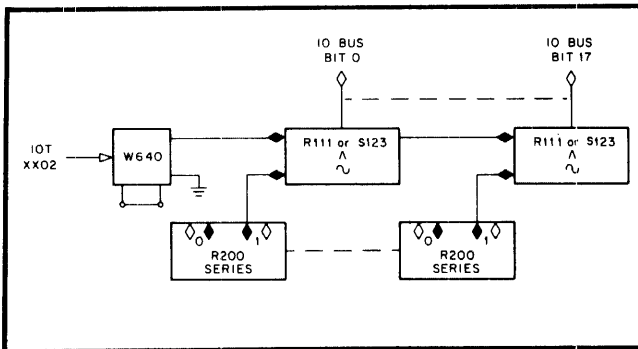 IO BUS
BIT 0
IO BUS
BIT 17
IOT
XX02
W640
R111 or S123
Λ
R111 or S123
Λ
0
1
R200
SERIES
0
1
R200
SERIES